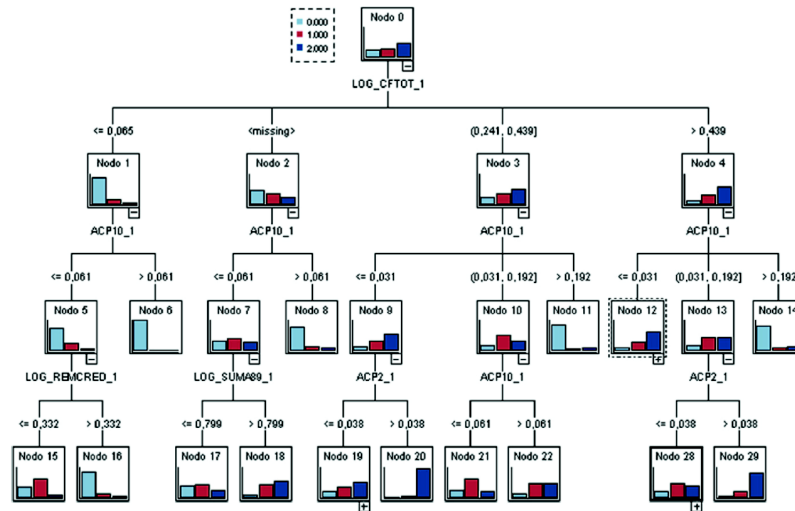 0.000
1.000
2.000
Nodo 0
LOG_CFTOT_1
<= 0,065
<missing>
(0,241, 0,439]
> 0,439
Nodo 1
Nodo 2
Nodo 3
Nodo 4
ACP10_1
ACP10_1
ACP10_1
ACP10_1
<= 0,061
> 0,061
<= 0,061
> 0,061
<= 0,031
(0,031, 0,192]
> 0,192
<= 0,031
(0,031, 0,192]
> 0,192
Nodo 5
Nodo 6
Nodo 7
Nodo 8
Nodo 9
Nodo 10
Nodo 11
Nodo 12
Nodo 13
Nodo 14
LOG_REMCRED_1
LOG_SUMA89_1
ACP2_1
ACP10_1
ACP2_1
<= 0,332
> 0,332
<= 0,799
> 0,799
<= 0,038
> 0,038
<= 0,061
> 0,061
<= 0,038
> 0,038
Nodo 15
Nodo 16
Nodo 17
Nodo 18
Nodo 19
Nodo 20
Nodo 21
Nodo 22
Nodo 28
Nodo 29